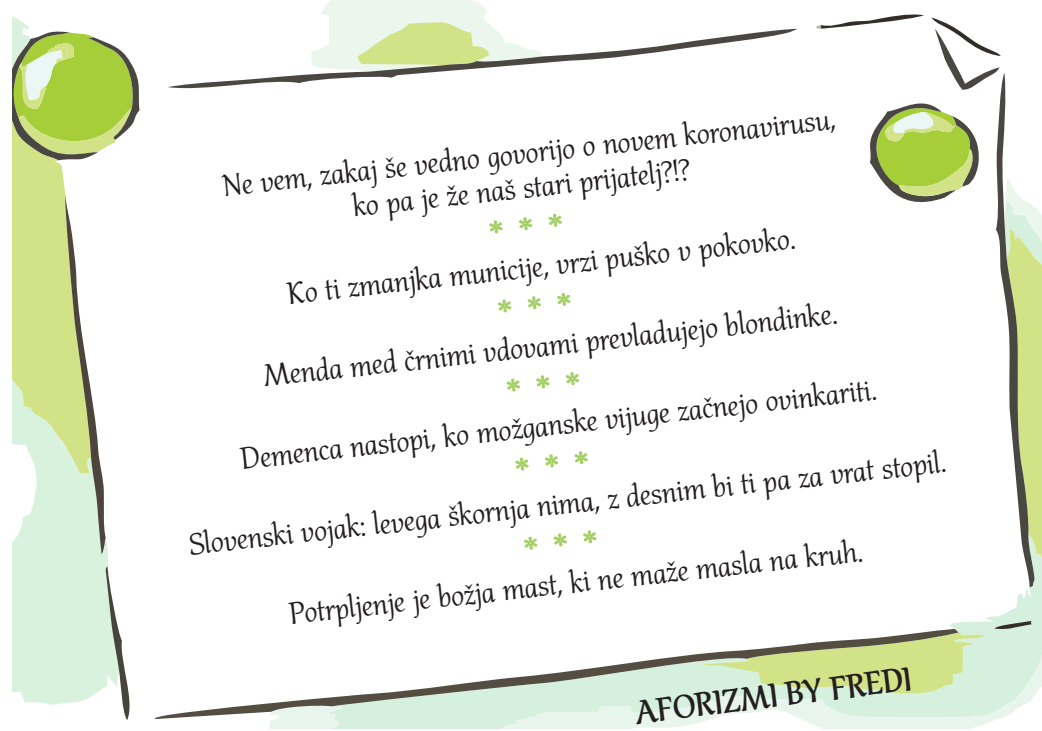 Ne vem, zakaj še vedno govorijo o novem koronavirusu,
ko pa je že naš stari prijatelj?!?
* * *
Ko ti zmanjka municije, vrzi puško v pokovko.
* * *
Menda med črnimi vdovami prevladujejo blondinke.
* * *
Demenca nastopi, ko možganske vijuge začnejo ovinkariti.
* * *
Slovenski vojak: levega škornja nima, z desnim bi ti pa za vrat stopil.
* * *
Potrpljenje je božja mast, ki ne maže masla na kruh.
AFORIZMI BY FREDI